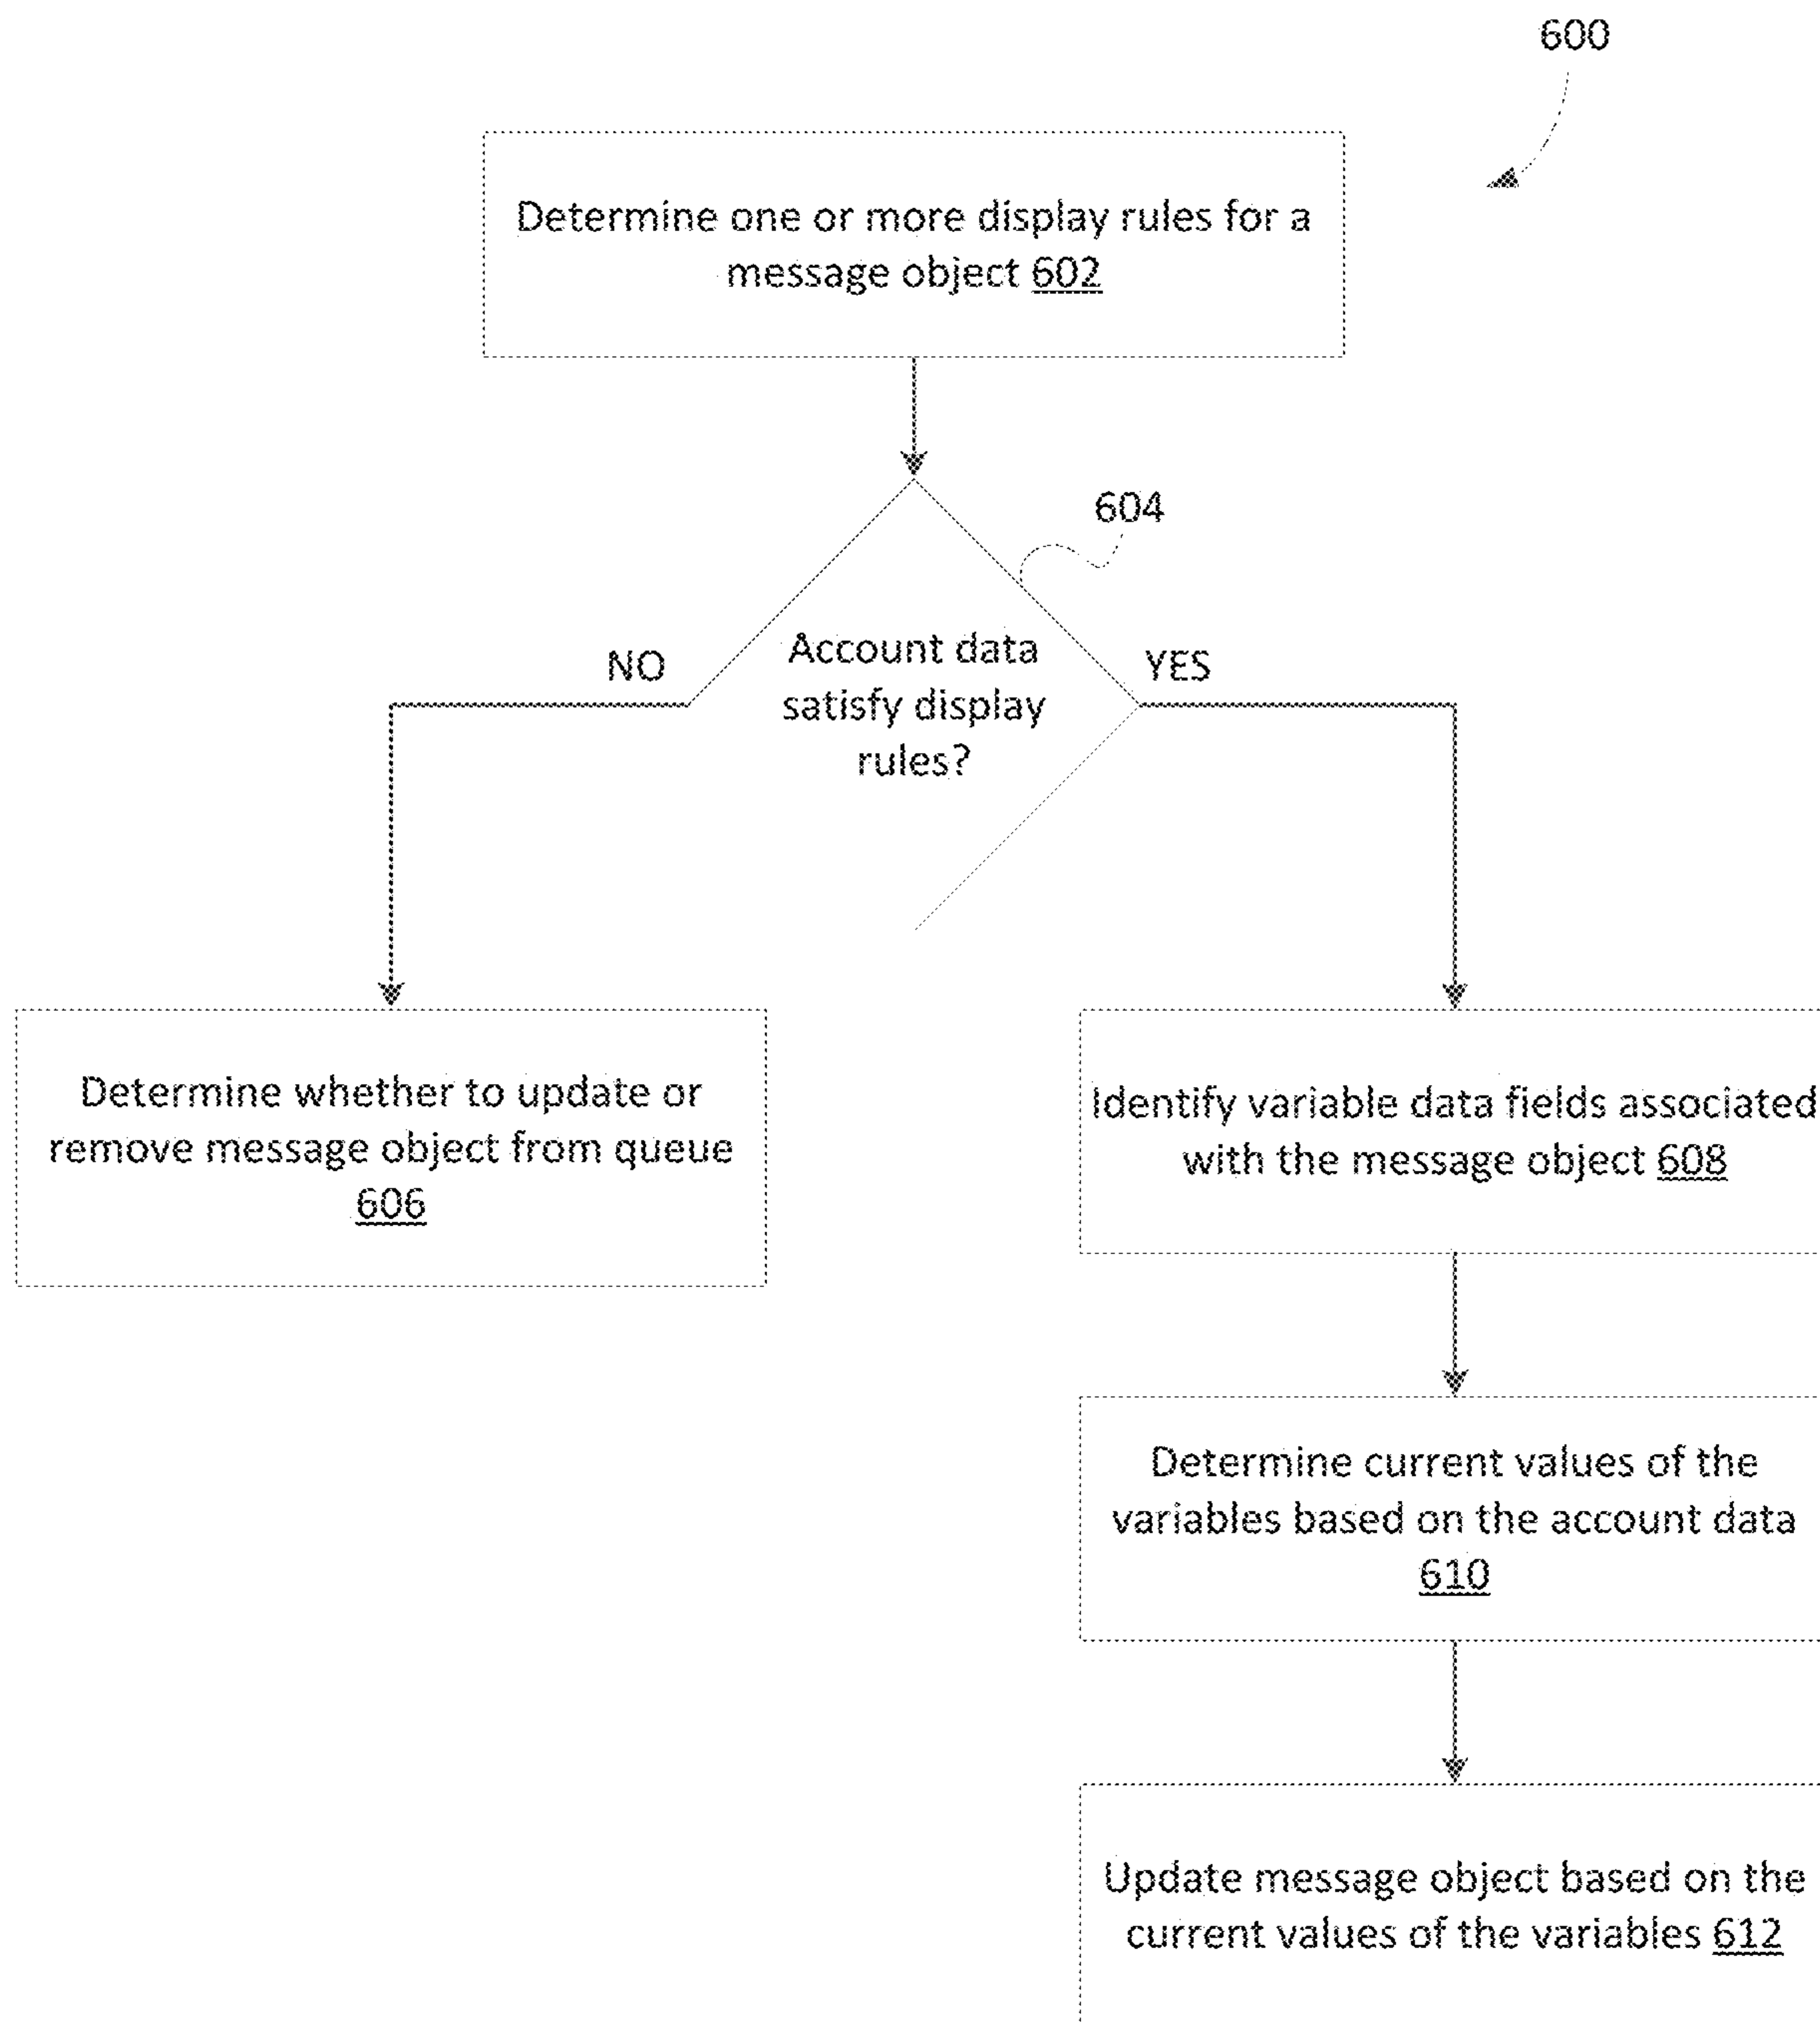 600
Determine one or more display rules for a
message object 602
604
NO
Account data
satisfy display
rules?
YES
Determine whether to update or
remove message object from queue
606
Identify variable data fields associated
with the message object 608
Determine current values of the
variables based on the account data
610
Update message object based on the
current values of the variables 612